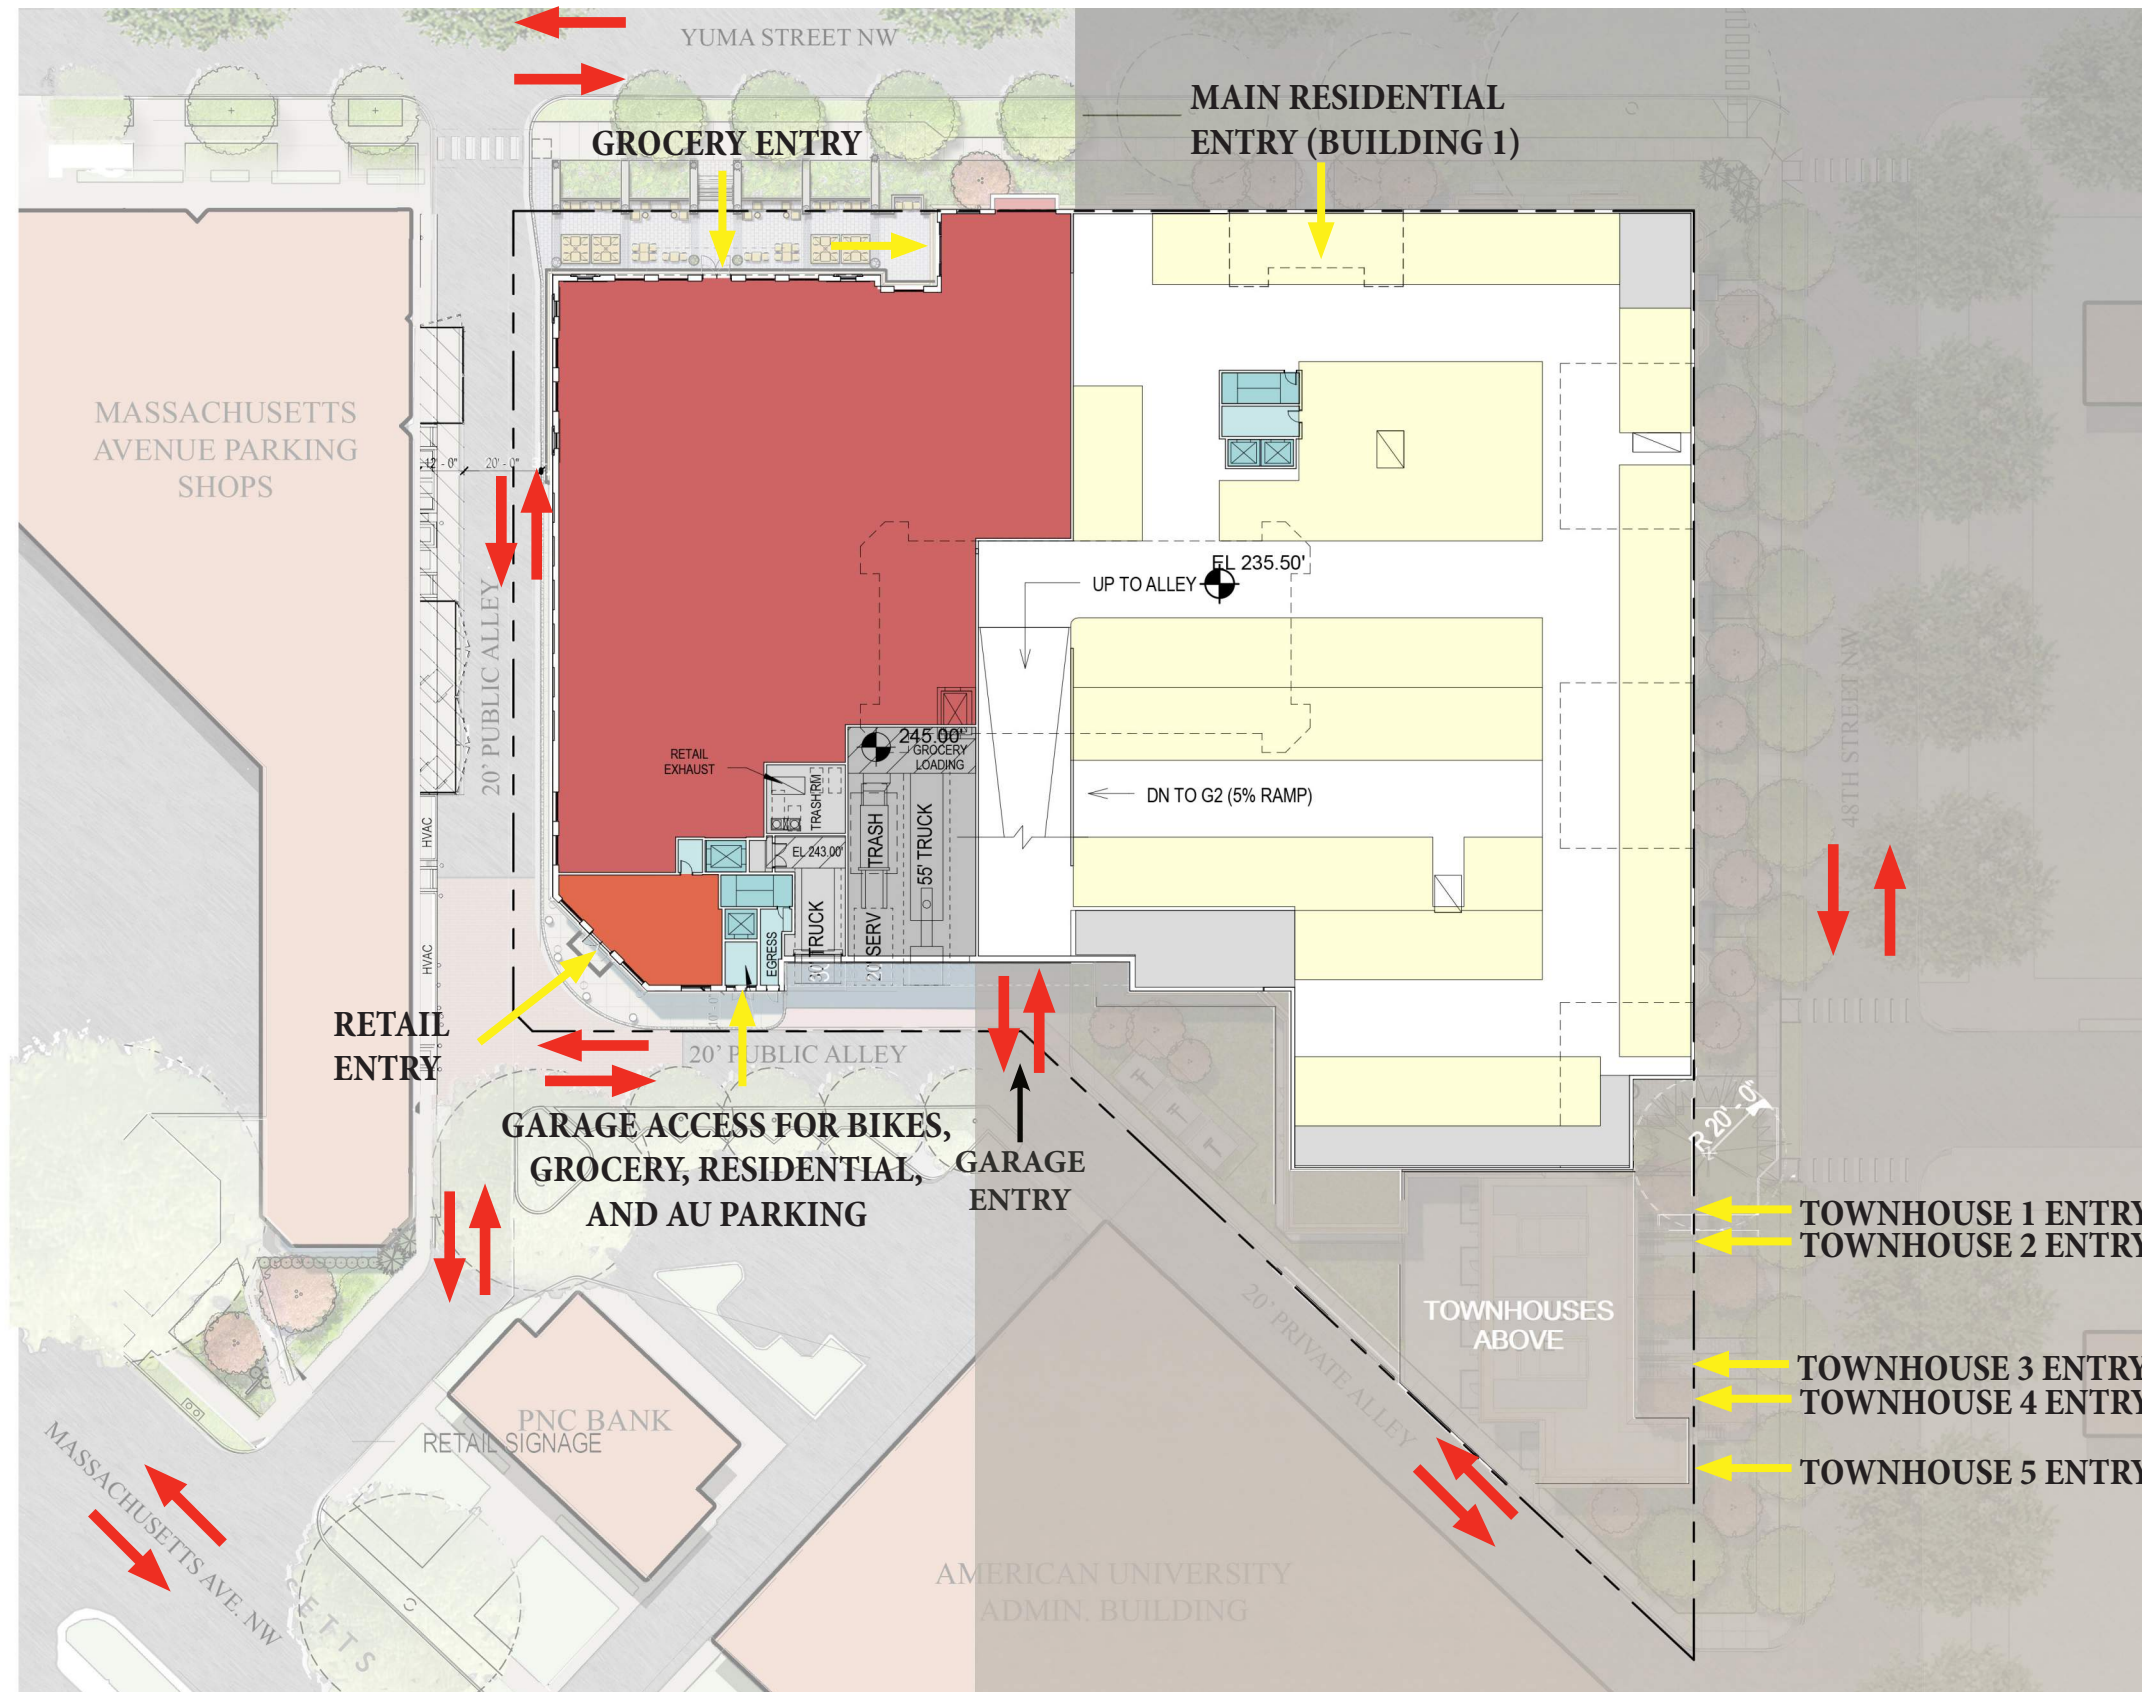 YUMA STREET NW
MAIN RESIDENTIAL
ENTRY (BUILDING 1)
GROCERY ENTRY
MASSACHUSETTS
AVENUE PARKING
SHOPS
12' - 0"
20' - 0"
20' PUBLIC ALLEY
UP TO ALLEY
EL 235.50'
48TH STREET NW
RETAIL
EXHAUST
245.00'
GROCERY
LOADING
TRASH RM
DN TO G2 (5% RAMP)
HVAC
EL 243.00'
TRASH
55' TRUCK
HVAC
EGRESS
30' TRUCK
20' SERV
10' - 0"
RETAIL
ENTRY
20' PUBLIC ALLEY
GARAGE ACCESS FOR BIKES,
GROCERY, RESIDENTIAL,
AND AU PARKING
GARAGE
ENTRY
R 20' - 0"
TOWNHOUSE 1 ENTRY
TOWNHOUSE 2 ENTRY
TOWNHOUSES
ABOVE
20' PRIVATE ALLEY
TOWNHOUSE 3 ENTRY
TOWNHOUSE 4 ENTRY
TOWNHOUSE 5 ENTRY
PNC BANK
RETAIL SIGNAGE
MASSACHUSETTS AVE. NW
ETTS
AMERICAN UNIVERSITY
ADMIN. BUILDING